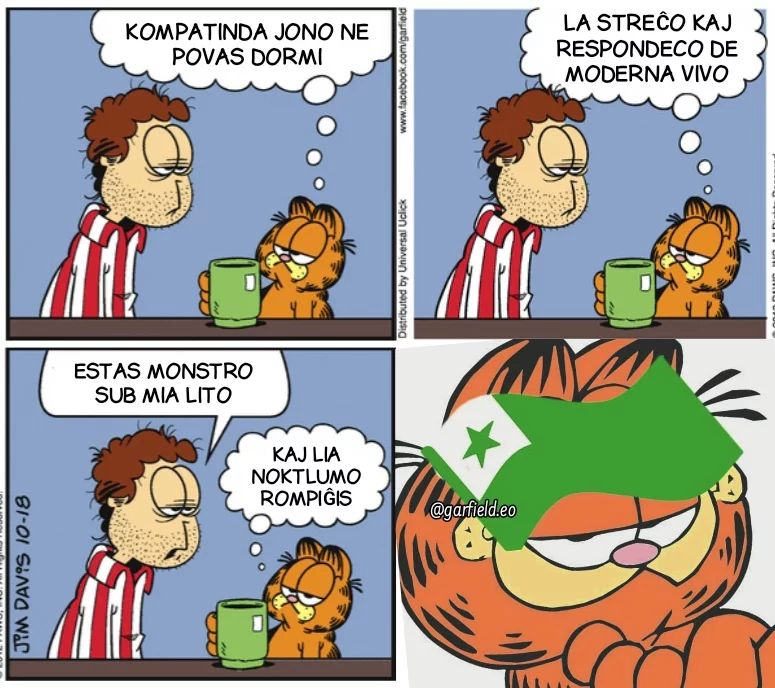 KOMPATINDA JONO NE
POVAS DORMI
www.facebook.com/garfield
Distributed by Universal Uclick
LA STREĈO KAJ
RESPONDECO DE
MODERNA VIVO
ESTAS MONSTRO
SUB MIA LITO
KAJ LIA
NOKTLUMO
ROMPIĜIS
JIM DAVIS 10-18
@garfield.eo